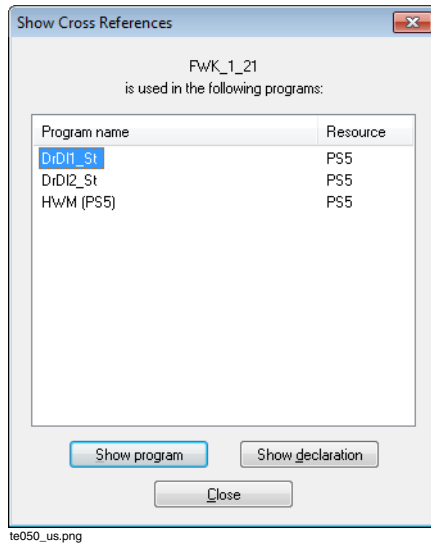 Show Cross References
FWK_1_21
is used in the following programs:
Program name Resource
DrDI1_St PS5
DrDI2_St PS5
HWM (PS5) PS5
Show program Show declaration
Close
te050_us.png